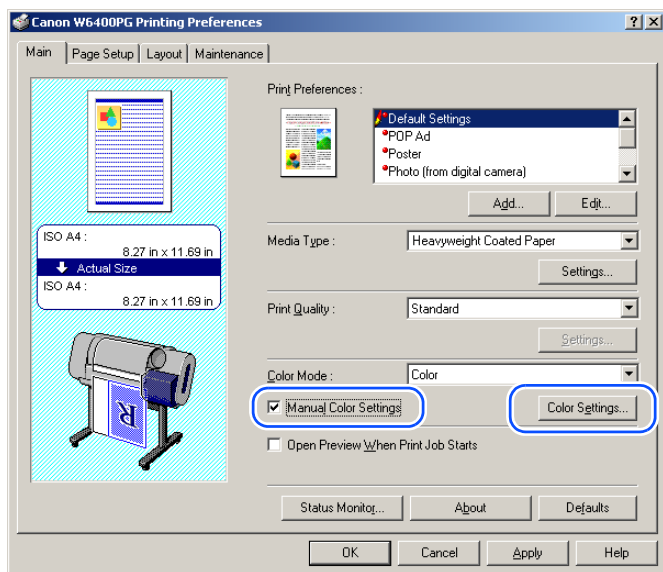 Canon W6400PG Printing Preferences
Main Page Setup Layout Maintenance
Print Preferences :
Default Settings
POP Ad
Poster
Photo (from digital camera)
Add... Edit...
ISO A4 :
8.27 in x 11.69 in
Actual Size
ISO A4 :
8.27 in x 11.69 in
Media Type : Heavyweight Coated Paper
Settings...
Print Quality : Standard
Settings...
Color Mode : Color
Manual Color Settings Color Settings...
Open Preview When Print Job Starts
R
Status Monitor... About Defaults
OK Cancel Apply Help